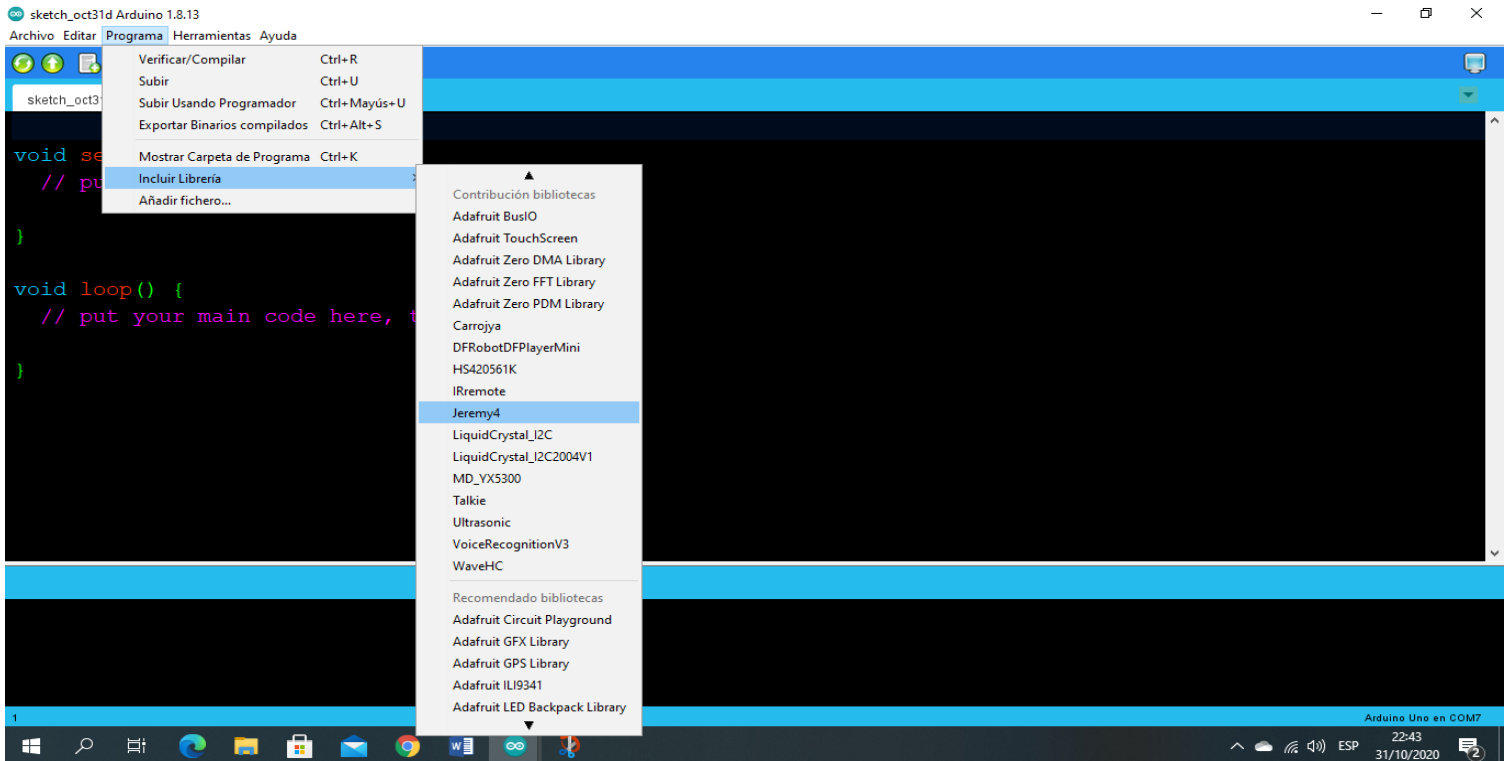 sketch_oct31d Arduino 1.8.13
Archivo Editar Programa Herramientas Ayuda
Verificar/Compilar Ctrl+R
Subir Ctrl+U
Subir Usando Programador Ctrl+Mayús+U
Exportar Binarios compilados Ctrl+Alt+S
Mostrar Carpeta de Programa Ctrl+K
Incluir Librería
Añadir fichero...
sketch_oct31
void se
// pu
}
void loop() {
// put your main code here, t
}
Contribución bibliotecas
Adafruit BusIO
Adafruit TouchScreen
Adafruit Zero DMA Library
Adafruit Zero FFT Library
Adafruit Zero PDM Library
Carrojya
DFRobotDFPlayerMini
HS420561K
IRremote
Jeremy4
LiquidCrystal_I2C
LiquidCrystal_I2C2004V1
MD_YX5300
Talkie
Ultrasonic
VoiceRecognitionV3
WaveHC
Recomendado bibliotecas
Adafruit Circuit Playground
Adafruit GFX Library
Adafruit GPS Library
Adafruit ILI9341
Adafruit LED Backpack Library
1
Arduino Uno en COM7
ESP
22:43
31/10/2020
2